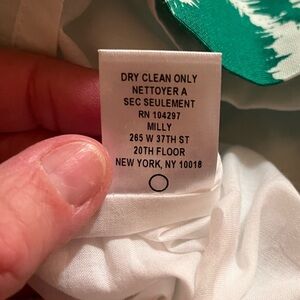 DRY CLEAN ONLY
NETTOYER A
SEC SEULEMENT
RN 104297
MILLY
265 W 37TH ST
20TH FLOOR
NEW YORK, NY 10018